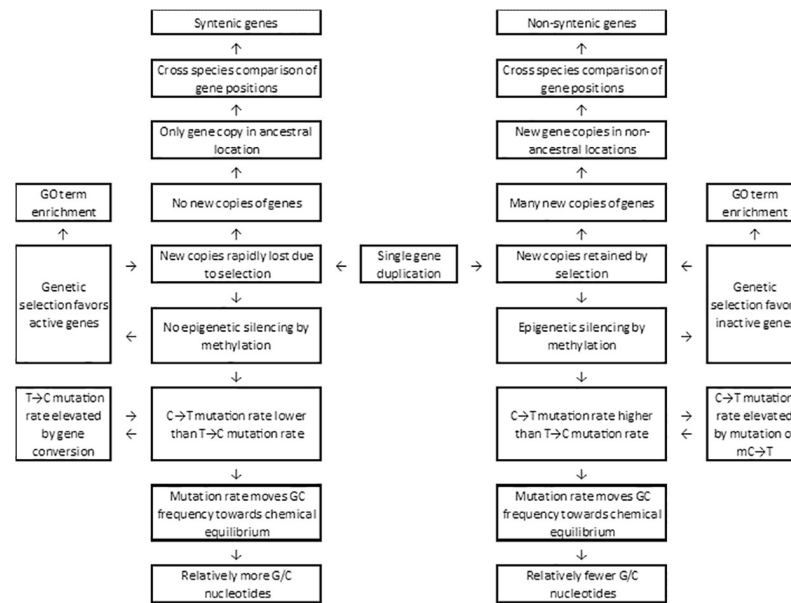 Syntenic genes
Non-syntenic genes
↑
↑
Cross species comparison of
gene positions
Cross species comparison of
gene positions
↑
↑
Only gene copy in ancestral
location
New gene copies in non-
ancestral locations
↑
↑
GO term
enrichment
No new copies of genes
Many new copies of genes
GO term
enrichment
↑
↑
↑
↑
Genetic
selection favors
active genes
→
New copies rapidly lost due
to selection
←
Single gene
duplication
→
New copies retained by
selection
←
Genetic
selection favor
inactive genes
↓
↓
←
No epigenetic silencing by
methylation
Epigenetic silencing by
methylation
→
↓
↓
T→C mutation
rate elevated
by gene
conversion
→
←
C→T mutation rate lower
than T→C mutation rate
C→T mutation rate higher
than T→C mutation rate
→
←
C→T mutation
rate elevated
by mutation o
mC→T
↓
↓
Mutation rate moves GC
frequency towards chemical
equilibrium
Mutation rate moves GC
frequency towards chemical
equilibrium
↓
↓
Relatively more G/C
nucleotides
Relatively fewer G/C
nucleotides